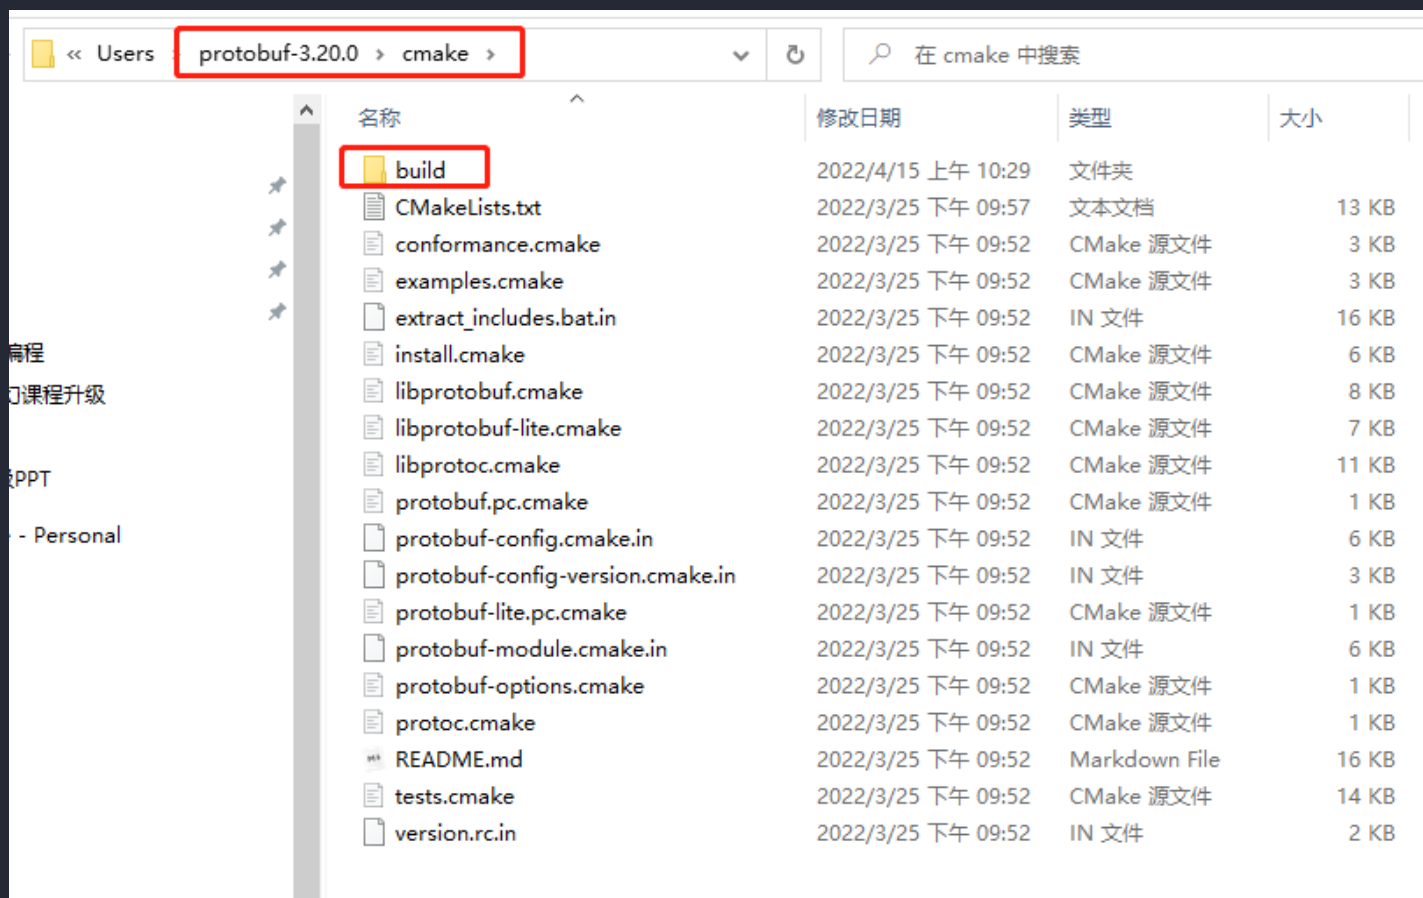 « Users › protobuf-3.20.0 › cmake ›
在 cmake 中搜索
名称 修改日期 类型 大小
build 2022/4/15 上午 10:29 文件夹
CMakeLists.txt 2022/3/25 下午 09:57 文本文档 13 KB
conformance.cmake 2022/3/25 下午 09:52 CMake 源文件 3 KB
examples.cmake 2022/3/25 下午 09:52 CMake 源文件 3 KB
extract_includes.bat.in 2022/3/25 下午 09:52 IN 文件 16 KB
install.cmake 2022/3/25 下午 09:52 CMake 源文件 6 KB
libprotobuf.cmake 2022/3/25 下午 09:52 CMake 源文件 8 KB
libprotobuf-lite.cmake 2022/3/25 下午 09:52 CMake 源文件 7 KB
libprotoc.cmake 2022/3/25 下午 09:52 CMake 源文件 11 KB
protobuf.pc.cmake 2022/3/25 下午 09:52 CMake 源文件 1 KB
protobuf-config.cmake.in 2022/3/25 下午 09:52 IN 文件 6 KB
protobuf-config-version.cmake.in 2022/3/25 下午 09:52 IN 文件 3 KB
protobuf-lite.pc.cmake 2022/3/25 下午 09:52 CMake 源文件 1 KB
protobuf-module.cmake.in 2022/3/25 下午 09:52 IN 文件 6 KB
protobuf-options.cmake 2022/3/25 下午 09:52 CMake 源文件 1 KB
protoc.cmake 2022/3/25 下午 09:52 CMake 源文件 1 KB
README.md 2022/3/25 下午 09:52 Markdown File 16 KB
tests.cmake 2022/3/25 下午 09:52 CMake 源文件 14 KB
version.rc.in 2022/3/25 下午 09:52 IN 文件 2 KB
编程
课程升级
PPT
- Personal